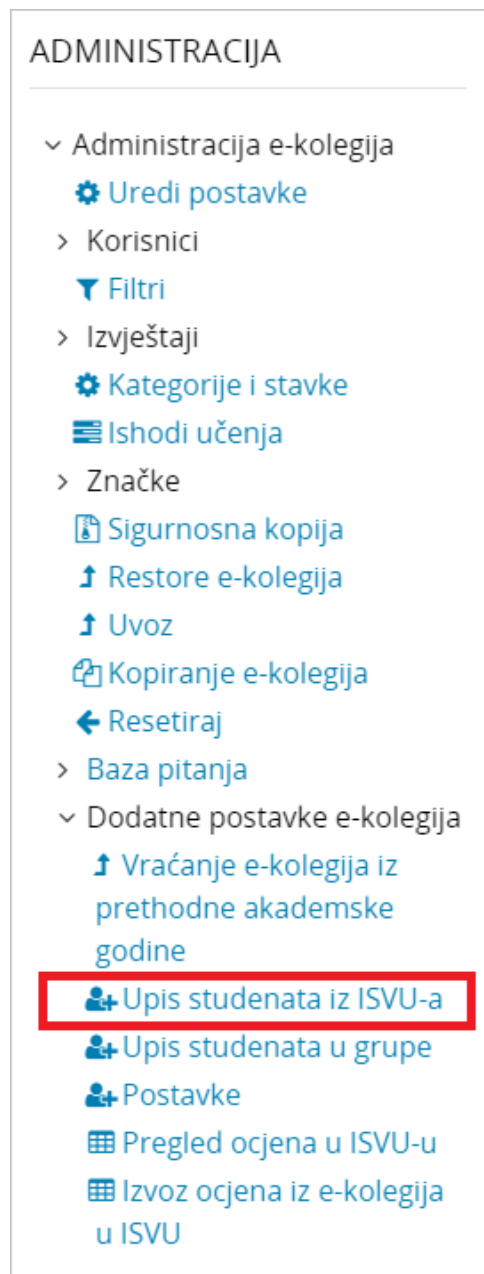 ADMINISTRACIJA
Administracija e-kolegija
Uredi postavke
Korisnici
Filtri
Izvještaji
Kategorije i stavke
Ishodi učenja
Značke
Sigurnosna kopija
Restore e-kolegija
Uvoz
Kopiranje e-kolegija
Resetiraj
Baza pitanja
Dodatne postavke e-kolegija
Vraćanje e-kolegija iz
prethodne akademske
godine
Upis studenata iz ISVU-a
Upis studenata u grupe
Postavke
Pregled ocjena u ISVU-u
Izvoz ocjena iz e-kolegija
u ISVU